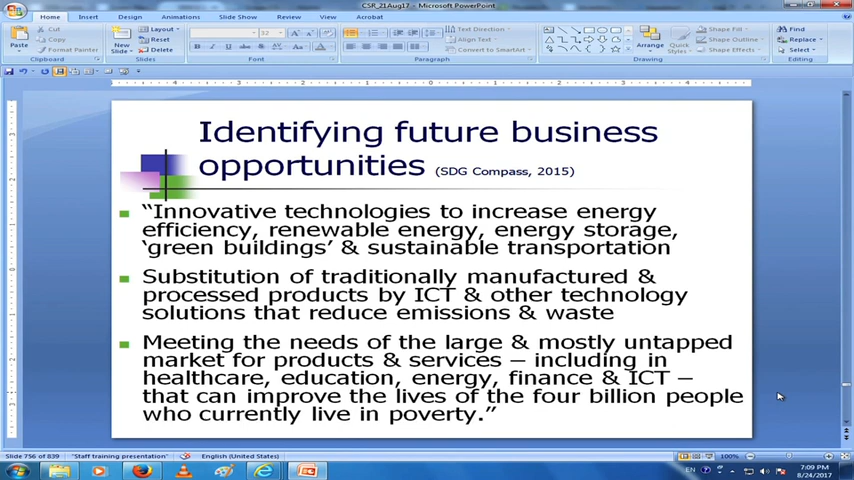 CSR_21Aug17 - Microsoft PowerPoint
Home Insert Design Animations Slide Show Review View Acrobat
Cut
Copy
Format Painter
Paste
Clipboard
New Slide
Layout
Reset
Delete
Slides
Font
Text Direction
Align Text
Convert to SmartArt
Paragraph
Arrange
Quick Styles
Shape Fill
Shape Outline
Shape Effects
Drawing
Find
Replace
Select
Editing
Identifying future business
opportunities (SDG Compass, 2015)
“Innovative technologies to increase energy
efficiency, renewable energy, energy storage,
‘green buildings’ & sustainable transportation
Substitution of traditionally manufactured &
processed products by ICT & other technology
solutions that reduce emissions & waste
Meeting the needs of the large & mostly untapped
market for products & services – including in
healthcare, education, energy, finance & ICT –
that can improve the lives of the four billion people
who currently live in poverty.”
Slide 756 of 839 "Staff training presentation" English (U.S.) 100%
EN 7:09 PM
8/24/2017